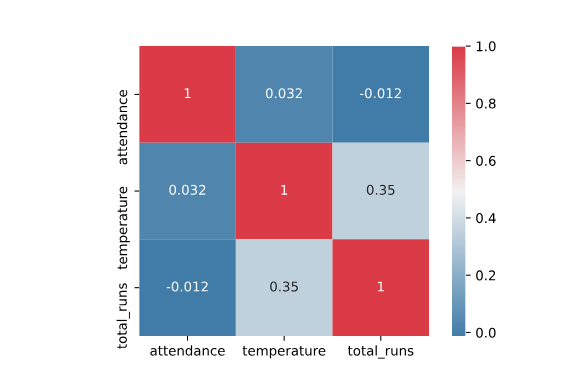 1.0
attendance
1
0.032
-0.012
0.8
0.6
temperature
0.032
1
0.35
0.4
0.2
total_runs
-0.012
0.35
1
0.0
attendance
temperature
total_runs